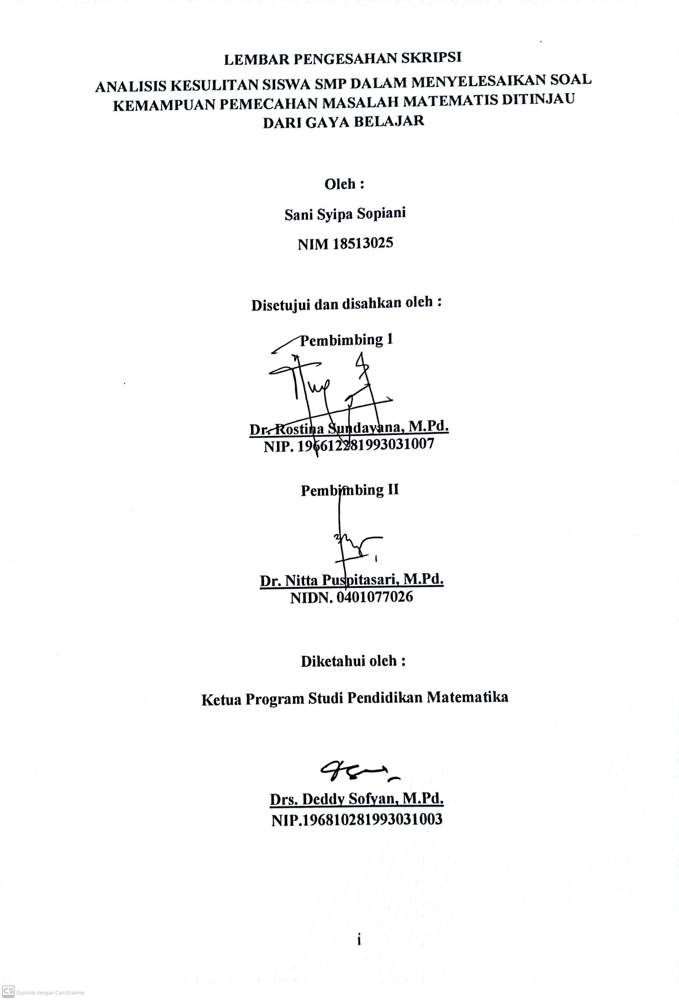 LEMBAR PENGESAHAN SKRIPSI
ANALISIS KESULITAN SISWA SMP DALAM MENYELESAIKAN SOAL
KEMAMPUAN PEMECAHAN MASALAH MATEMATIS DITINJAU
DARI GAYA BELAJAR
Oleh :
Sani Syipa Sopiani
NIM 18513025
Disetujui dan disahkan oleh :
Pembimbing 1
Dr. Rostina Sundayana, M.Pd.
NIP. 196612281993031007
Pembimbing II
Dr. Nitta Puspitasari, M.Pd.
NIDN. 0401077026
Diketahui oleh :
Ketua Program Studi Pendidikan Matematika
Drs. Deddy Sofyan, M.Pd.
NIP.196810281993031003
i
CS Dipindai dengan CamScanner